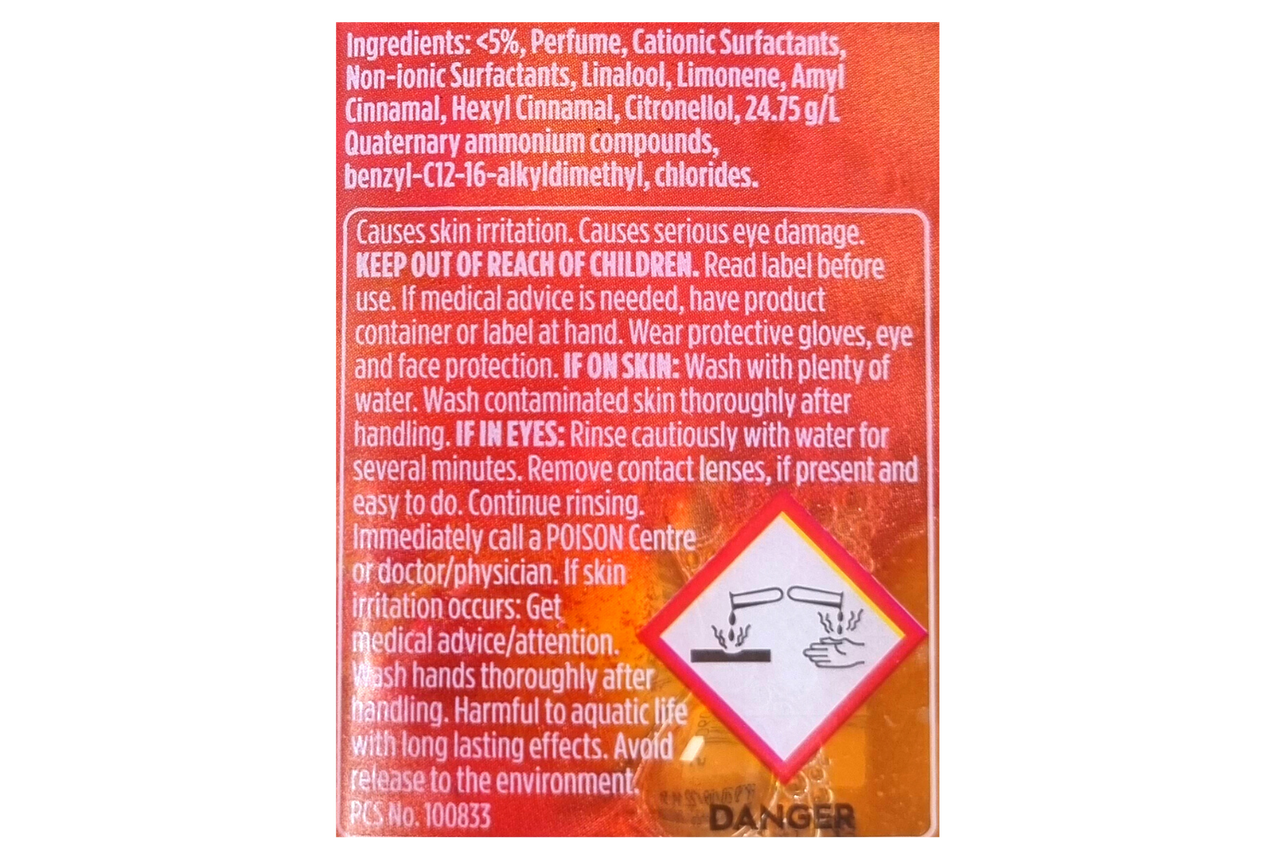 Ingredients: <5%, Perfume, Cationic Surfactants,
Non-ionic Surfactants, Linalool, Limonene, Amyl
Cinnamal, Hexyl Cinnamal, Citronellol, 24.75 g/L
Quaternary ammonium compounds,
benzyl-C12-16-alkyldimethyl, chlorides.
Causes skin irritation. Causes serious eye damage.
KEEP OUT OF REACH OF CHILDREN. Read label before
use. If medical advice is needed, have product
container or label at hand. Wear protective gloves, eye
and face protection. IF ON SKIN: Wash with plenty of
water. Wash contaminated skin thoroughly after
handling. IF IN EYES: Rinse cautiously with water for
several minutes. Remove contact lenses, if present and
easy to do. Continue rinsing.
Immediately call a POISON Centre
or doctor/physician. If skin
irritation occurs: Get
medical advice/attention.
Wash hands thoroughly after
handling. Harmful to aquatic life
with long lasting effects. Avoid
release to the environment.
PCS No. 100833
DANGER